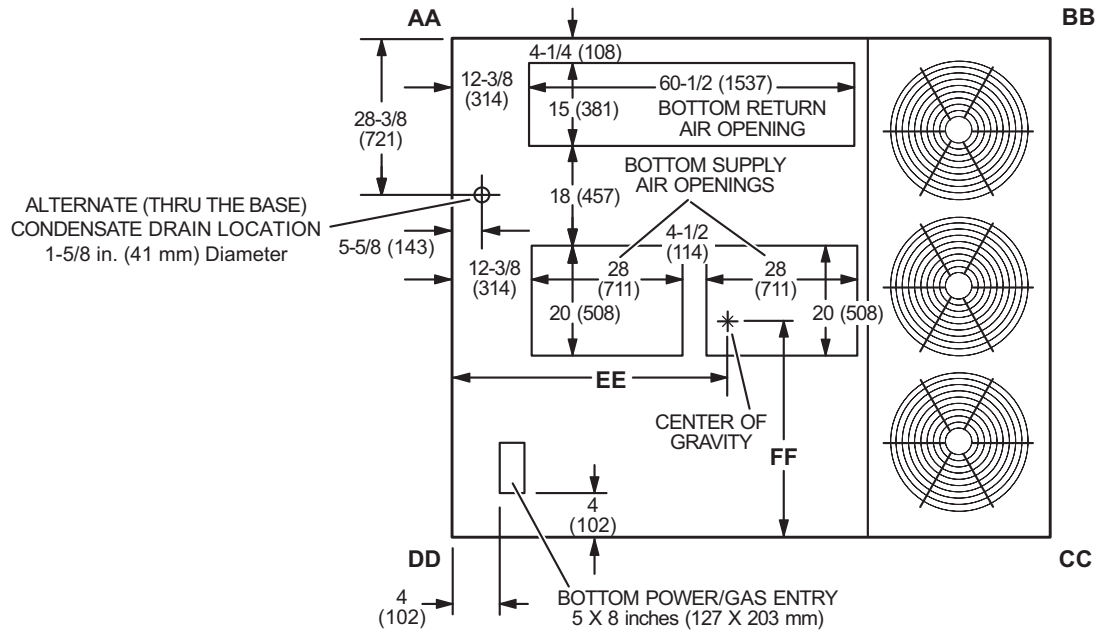 AA
BB
4-1/4 (108)
12-3/8
(314)
60-1/2 (1537)
15 (381)
BOTTOM RETURN
AIR OPENING
28-3/8
(721)
BOTTOM SUPPLY
AIR OPENINGS
18 (457)
ALTERNATE (THRU THE BASE)
CONDENSATE DRAIN LOCATION
1-5/8 in. (41 mm) Diameter
5-5/8 (143)
4-1/2
(114)
12-3/8
(314)
28
(711)
28
(711)
20 (508)
20 (508)
EE
CENTER OF
GRAVITY
FF
4
(102)
DD
CC
4
(102)
BOTTOM POWER/GAS ENTRY
5 X 8 inches (127 X 203 mm)